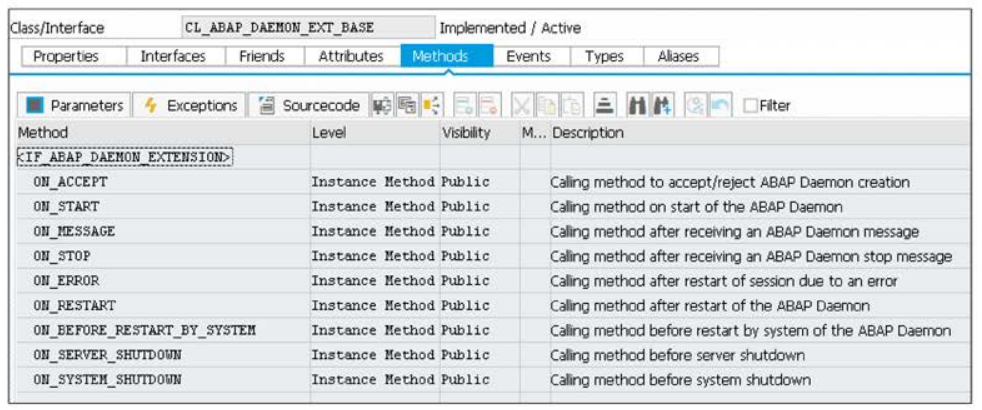 Class/Interface CL_ABAP_DAEMON_EXT_BASE Implemented / Active
Properties Interfaces Friends Attributes Methods Events Types Aliases
Parameters Exceptions Sourcecode Filter
Method Level Visibility M... Description
<IF_ABAP_DAEMON_EXTENSION>
ON_ACCEPT Instance Method Public Calling method to accept/reject ABAP Daemon creation
ON_START Instance Method Public Calling method on start of the ABAP Daemon
ON_MESSAGE Instance Method Public Calling method after receiving an ABAP Daemon message
ON_STOP Instance Method Public Calling method after receiving an ABAP Daemon stop message
ON_ERROR Instance Method Public Calling method after restart of session due to an error
ON_RESTART Instance Method Public Calling method after restart of the ABAP Daemon
ON_BEFORE_RESTART_BY_SYSTEM Instance Method Public Calling method before restart by system of the ABAP Daemon
ON_SERVER_SHUTDOWN Instance Method Public Calling method before server shutdown
ON_SYSTEM_SHUTDOWN Instance Method Public Calling method before system shutdown